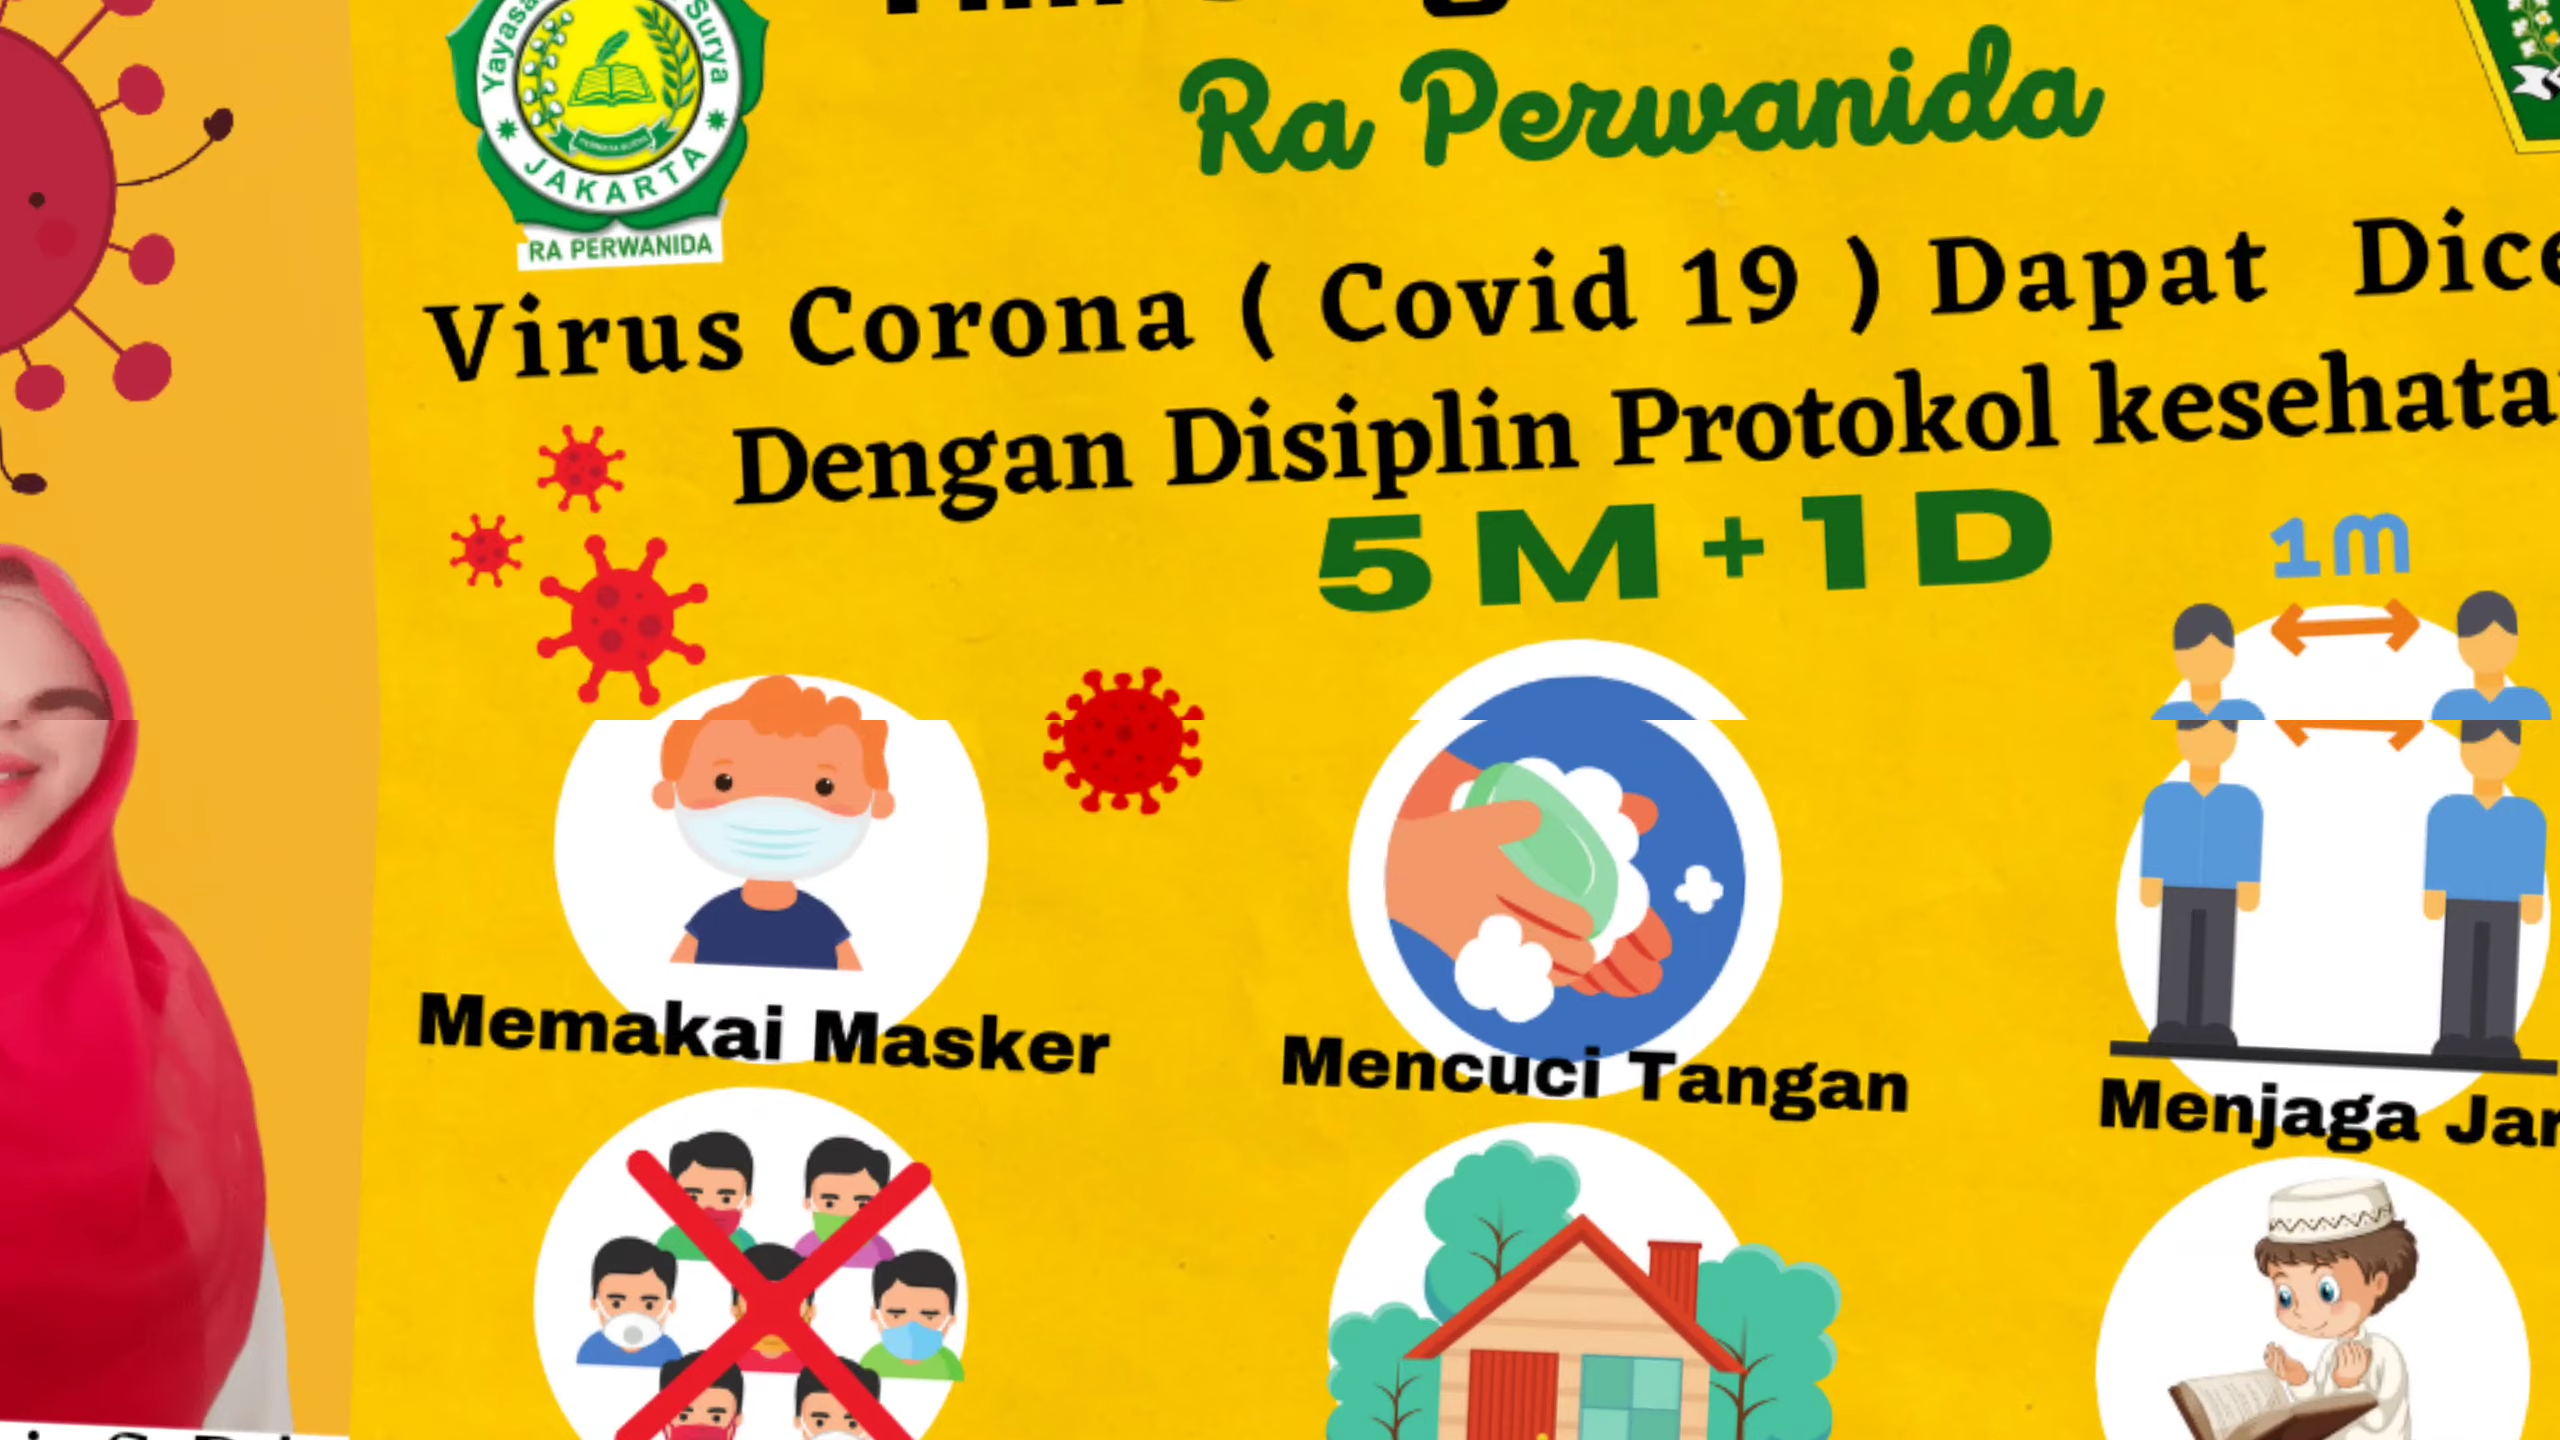 Surya
JAKARTA
RA PERWANIDA
Ra Perwanida
Virus Corona ( Covid 19 ) Dapat
Dengan Disiplin Protokol
5M+1D
1m
Memakai Masker
Mencuci Tangan
Menjaga